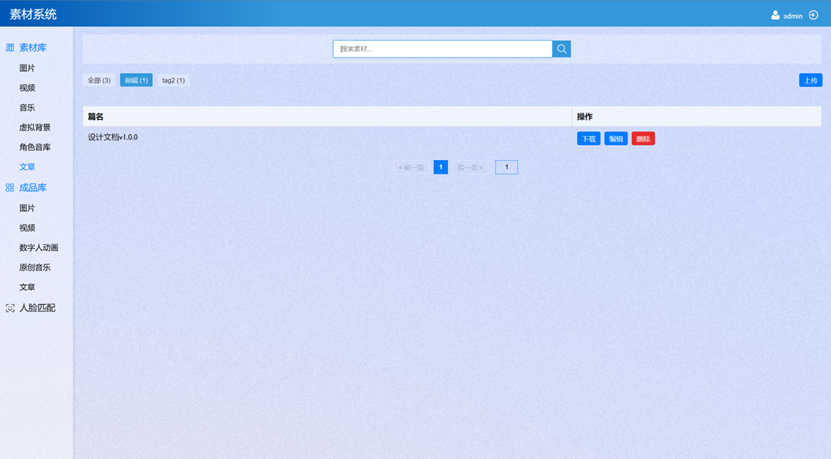 素材系统
admin
素材库
图片
视频
音乐
虚拟背景
角色音库
文章
成品库
图片
视频
数字人动画
原创音乐
文章
人脸匹配
搜索素材...
全部 (3) 前端 (1) tag2 (1)
上传
篇名 操作
设计文档v1.0.0 下载 编辑 删除
< 前一页 1 后一页 > 1